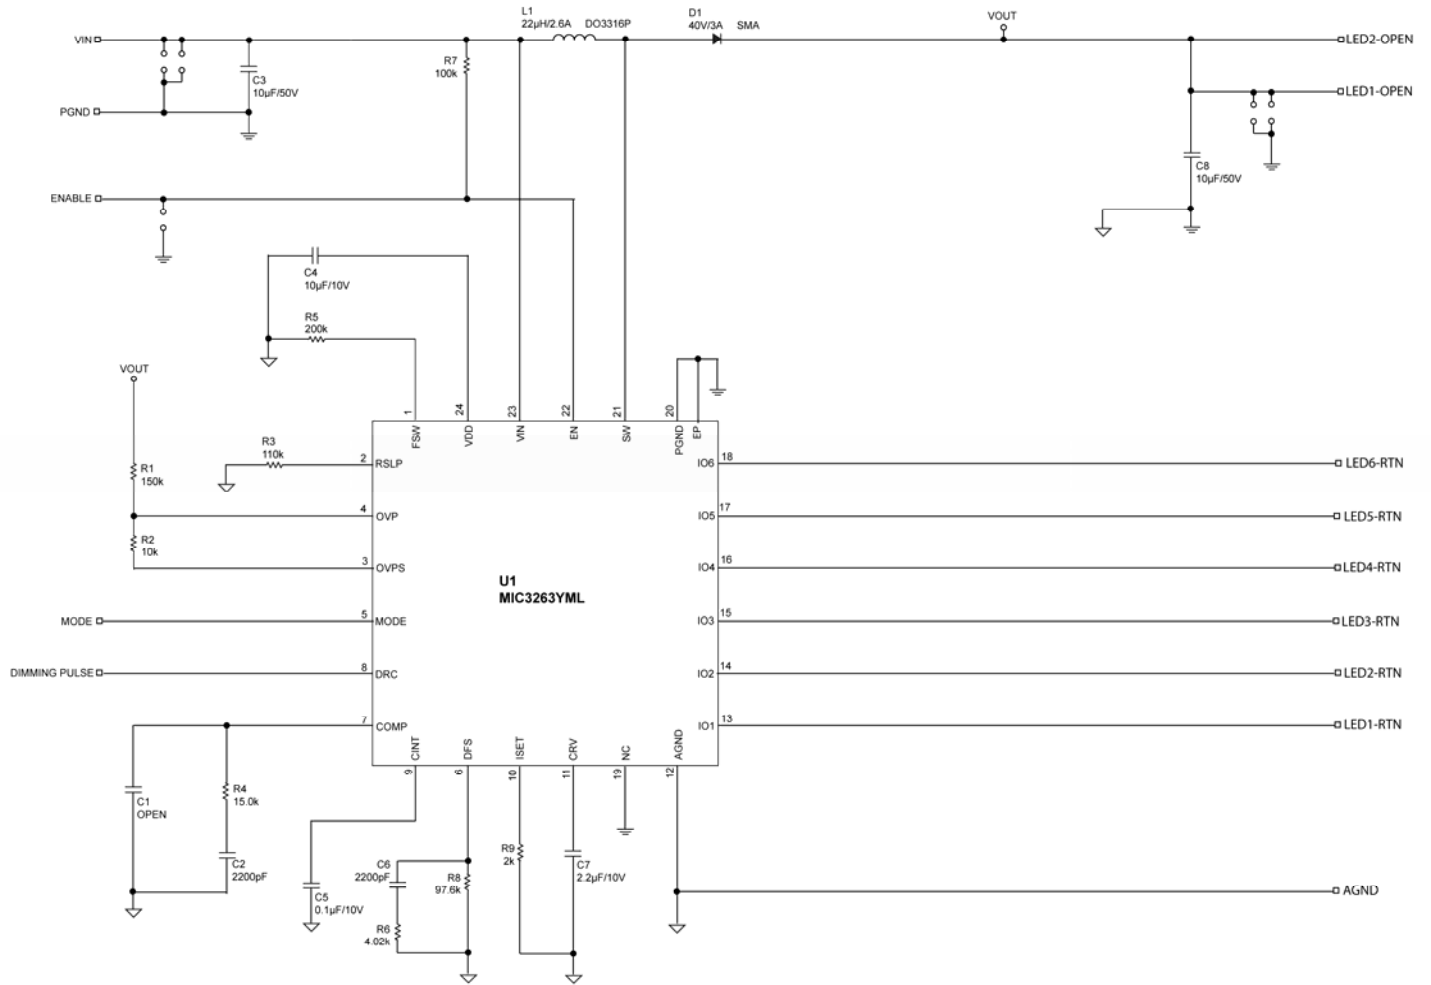 L1
22µH/2.6A DO3316P
D1
40V/3A SMA
VOUT
VIN
LED2-OPEN
R7
100k
C3
10µF/50V
LED1-OPEN
PGND
C8
10µF/50V
ENABLE
C4
10µF/10V
R5
200k
VOUT
1
24
23
22
21
20
FSW
VDD
VIN
EN
SW
PGND
EP
R3
110k
2
RSLP
IO6
18
LED6-RTN
R1
150k
4
OVP
IO5
17
LED5-RTN
R2
10k
3
OVPS
IO4
16
LED4-RTN
U1
MIC3263YML
MODE
5
MODE
IO3
15
LED3-RTN
DIMMING PULSE
8
DRC
IO2
14
LED2-RTN
7
COMP
IO1
13
LED1-RTN
CINT
DFS
ISET
CRV
NC
AGND
9
6
10
11
19
12
C1
OPEN
R4
15.0k
C2
2200pF
C5
0.1µF/10V
C6
2200pF
R8
97.6k
R6
4.02k
R9
2k
C7
2.2µF/10V
AGND